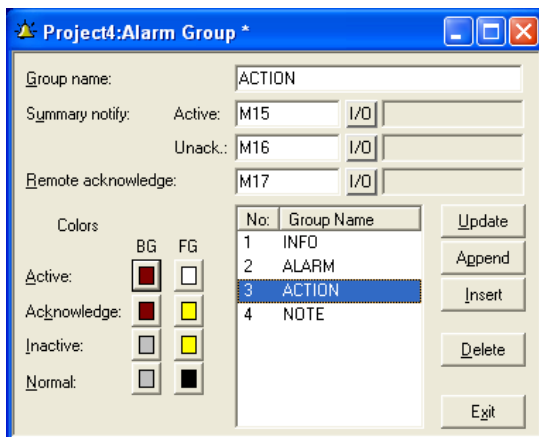 Project4:Alarm Group *
Group name: ACTION
Summary notify: Active: M15 I/O
Unack.: M16 I/O
Remote acknowledge: M17 I/O
Colors
BG FG
Active:
Acknowledge:
Inactive:
Normal:
No: Group Name
1 INFO
2 ALARM
3 ACTION
4 NOTE
Update
Append
Insert
Delete
Exit